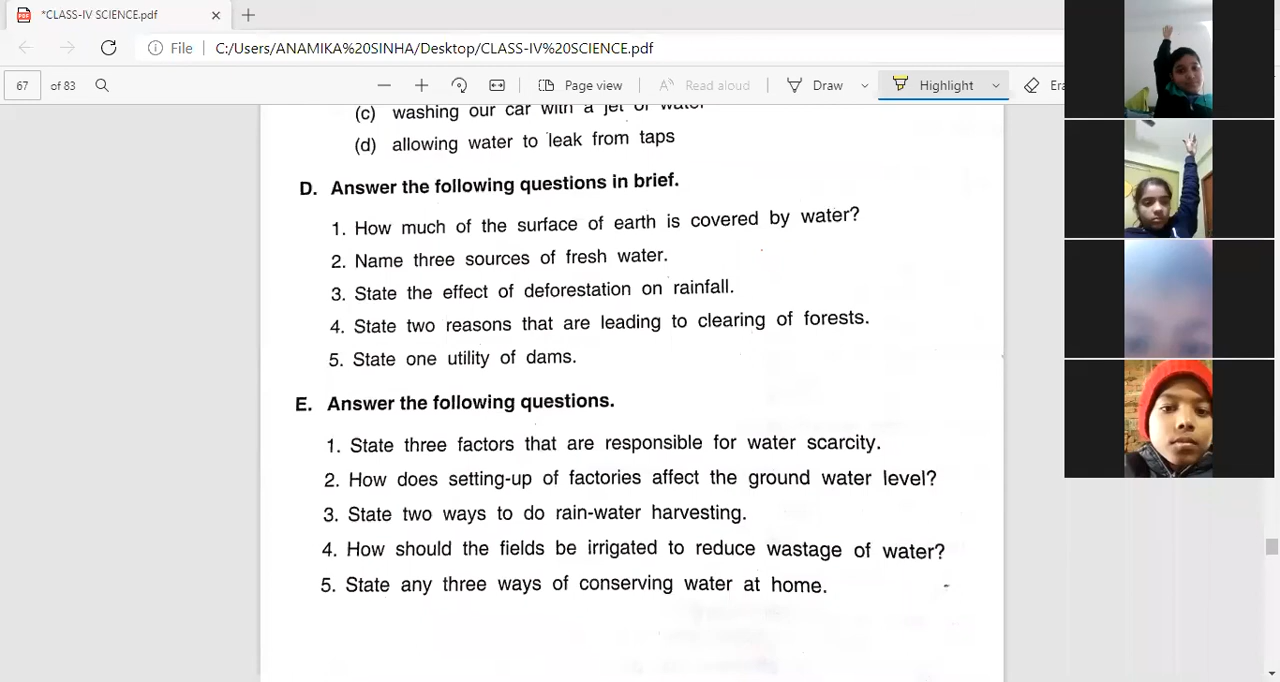 *CLASS-IV SCIENCE.pdf
File C:/Users/ANAMIKA%20SINHA/Desktop/CLASS-IV%20SCIENCE.pdf
67 of 83 Page view Read aloud Draw Highlight
(c) washing our car with a jet of water
(d) allowing water to leak from taps
D. Answer the following questions in brief.
1. How much of the surface of earth is covered by water?
2. Name three sources of fresh water.
3. State the effect of deforestation on rainfall.
4. State two reasons that are leading to clearing of forests.
5. State one utility of dams.
E. Answer the following questions.
1. State three factors that are responsible for water scarcity.
2. How does setting-up of factories affect the ground water level?
3. State two ways to do rain-water harvesting.
4. How should the fields be irrigated to reduce wastage of water?
5. State any three ways of conserving water at home.